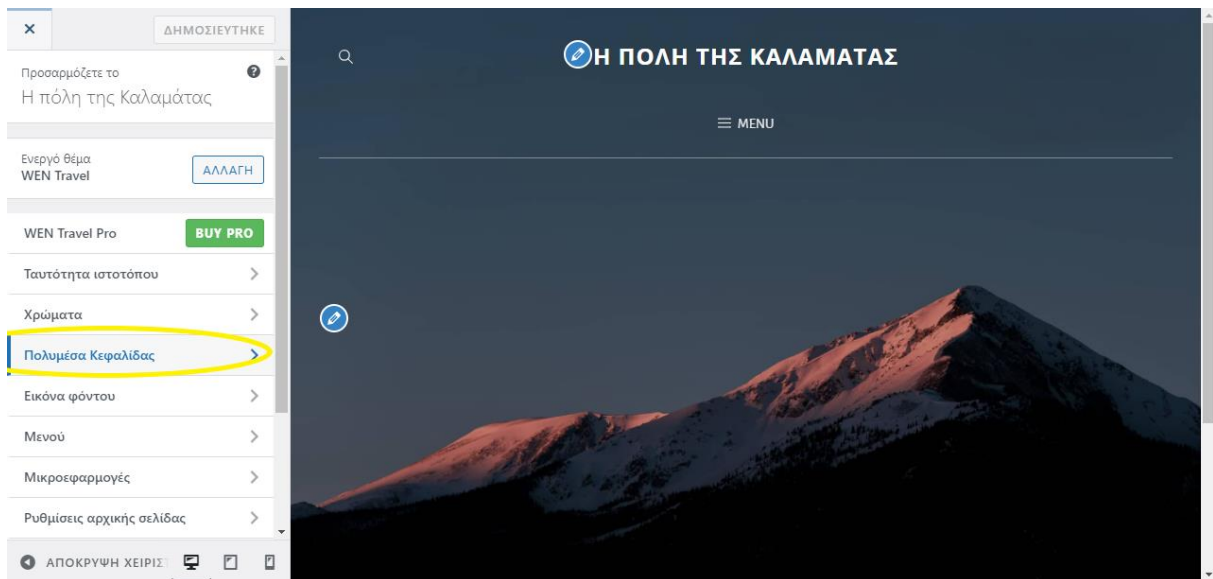 ΔΗΜΟΣΙΕΥΤΗΚΕ
Προσαρμόζετε το
Η πόλη της Καλαμάτας
Ενεργό θέμα
WEN Travel
ΑΛΛΑΓΗ
WEN Travel Pro
BUY PRO
Ταυτότητα ιστοτόπου
Χρώματα
Πολυμέσα Κεφαλίδας
Εικόνα φόντου
Μενού
Μικροεφαρμογές
Ρυθμίσεις αρχικής σελίδας
ΑΠΟΚΡΥΨΗ ΧΕΙΡΙΣ
Η ΠΟΛΗ ΤΗΣ ΚΑΛΑΜΑΤΑΣ
MENU